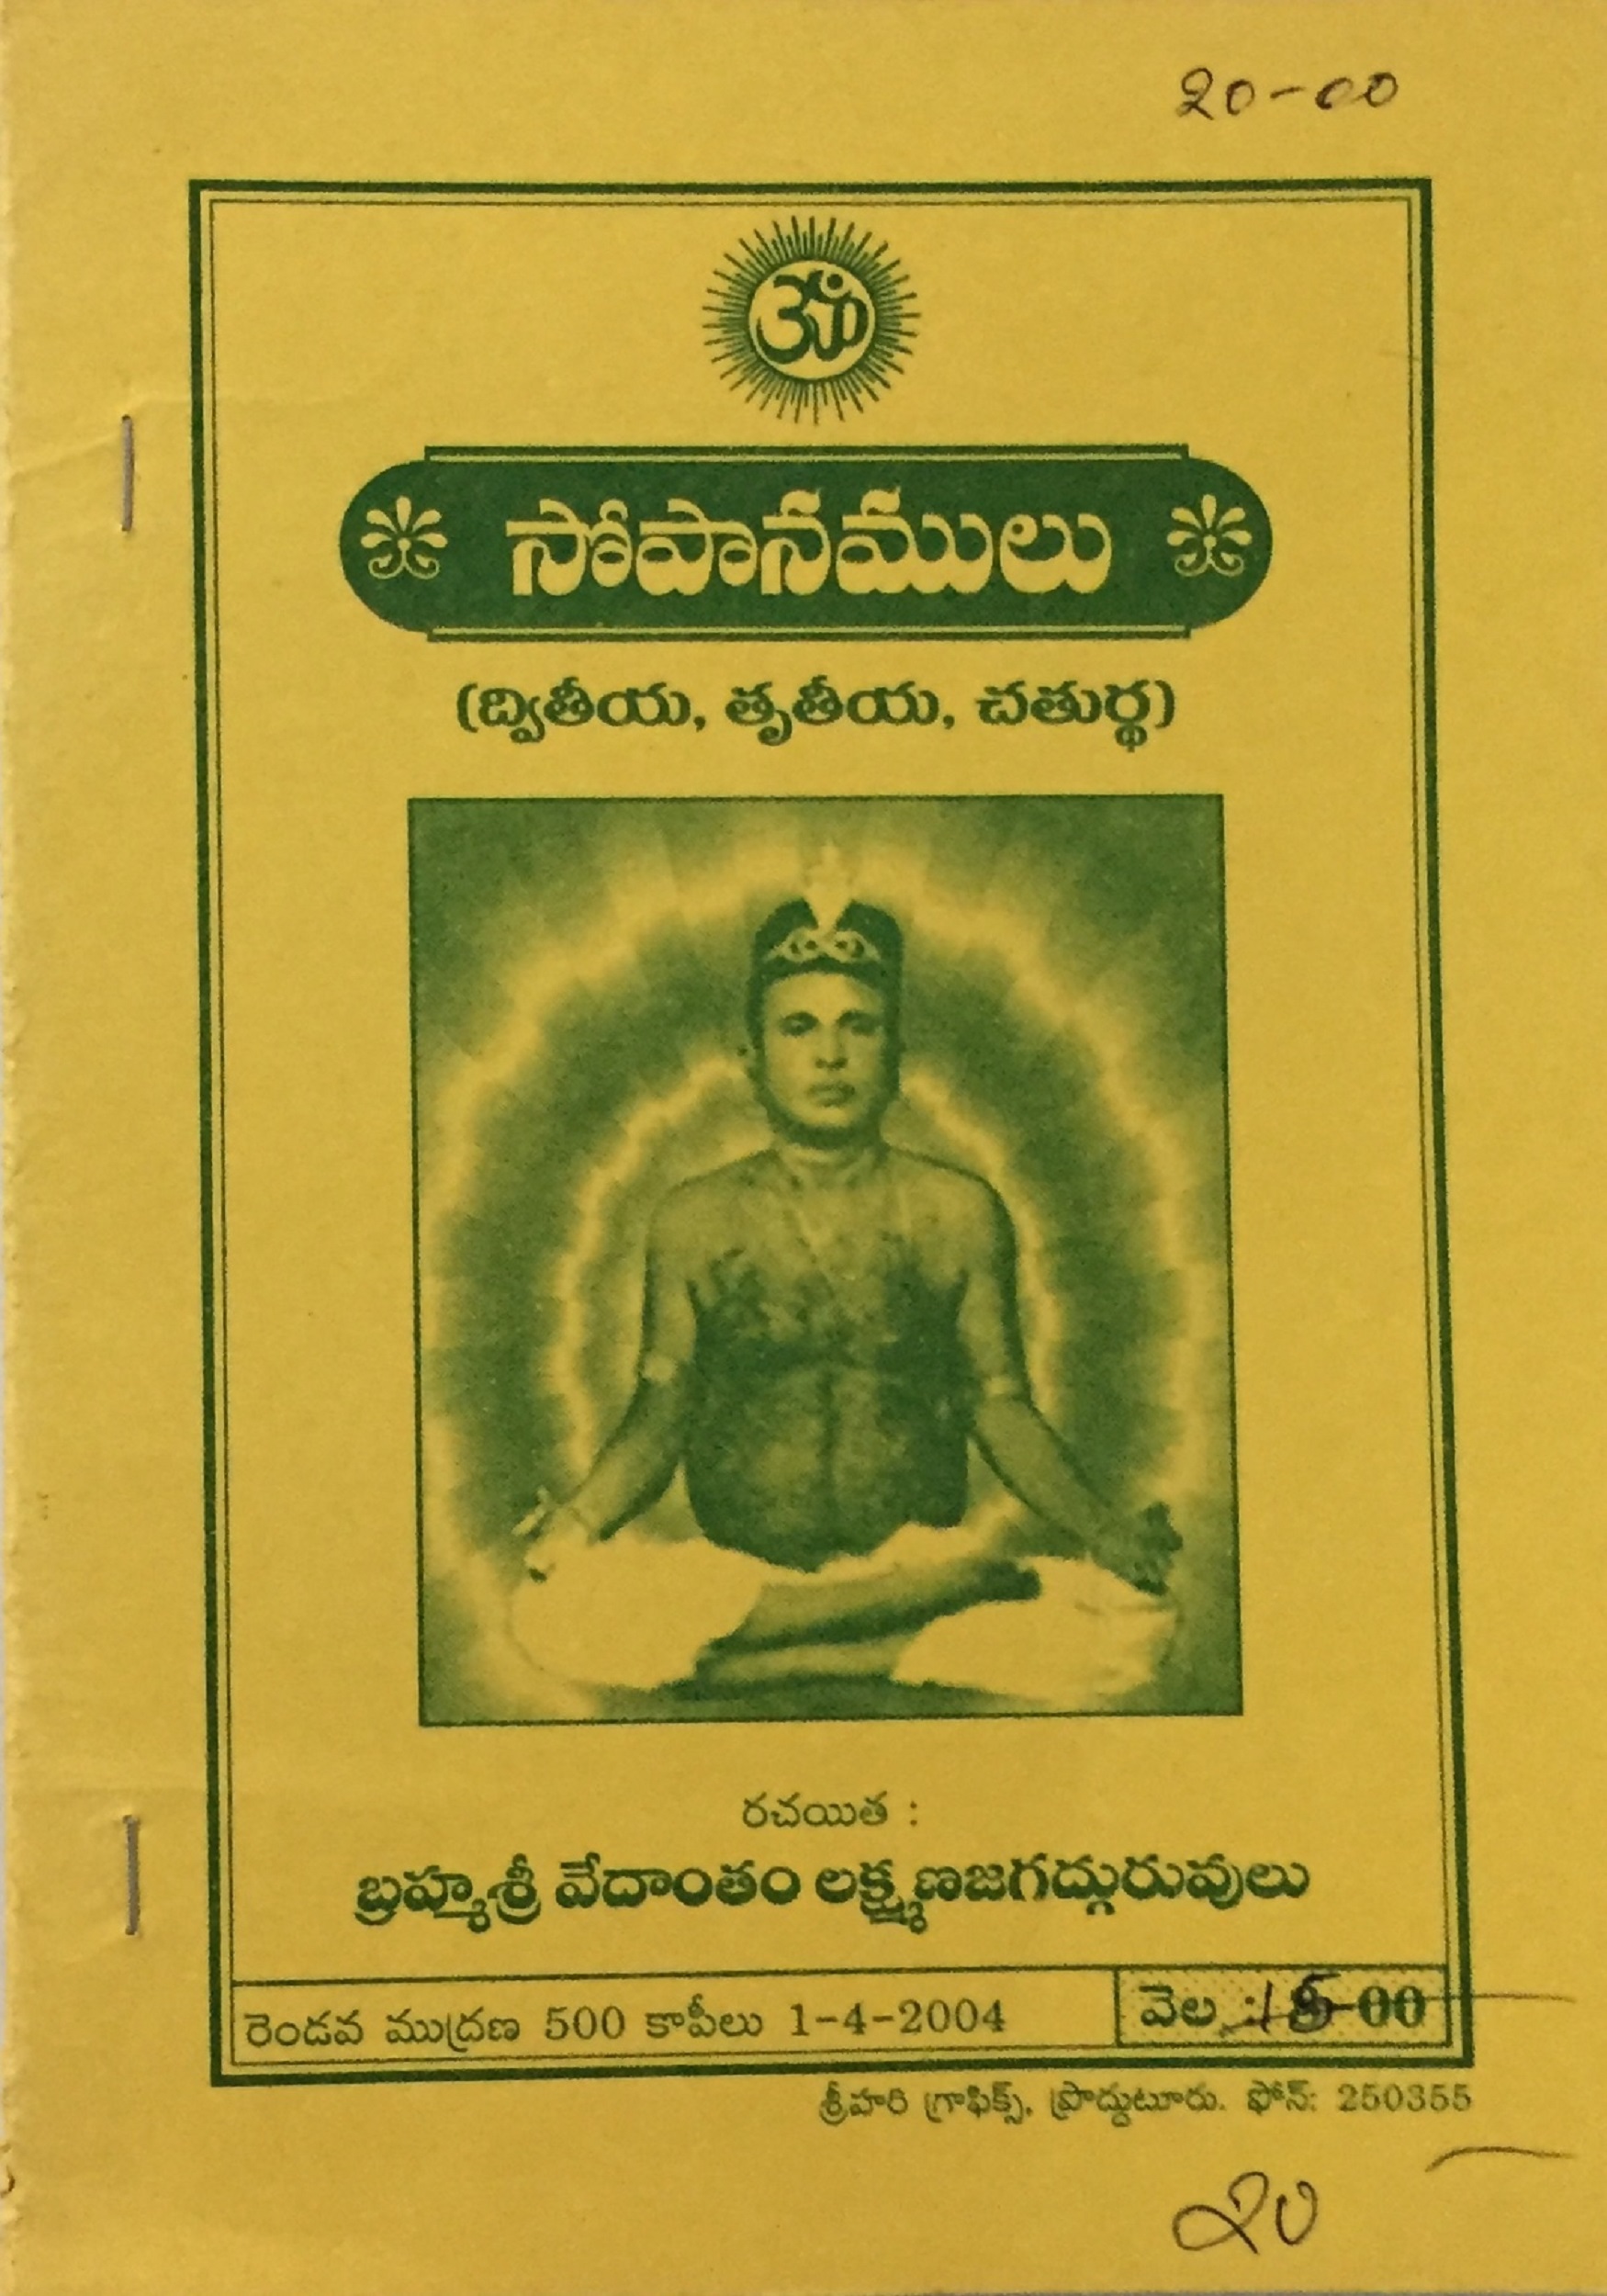 20-00
ॐ
సోపానములు
(ద్వితీయ, తృతీయ, చతుర్థ)
రచయిత :
బ్రహ్మశ్రీ వేదాంతం లక్ష్మణజగద్గురువులు
రెండవ ముద్రణ 500 కాపీలు 1-4-2004
వెల :
శ్రీహరి గ్రాఫిక్స్, ప్రొద్దుటూరు. ఫోన్: 250355
20